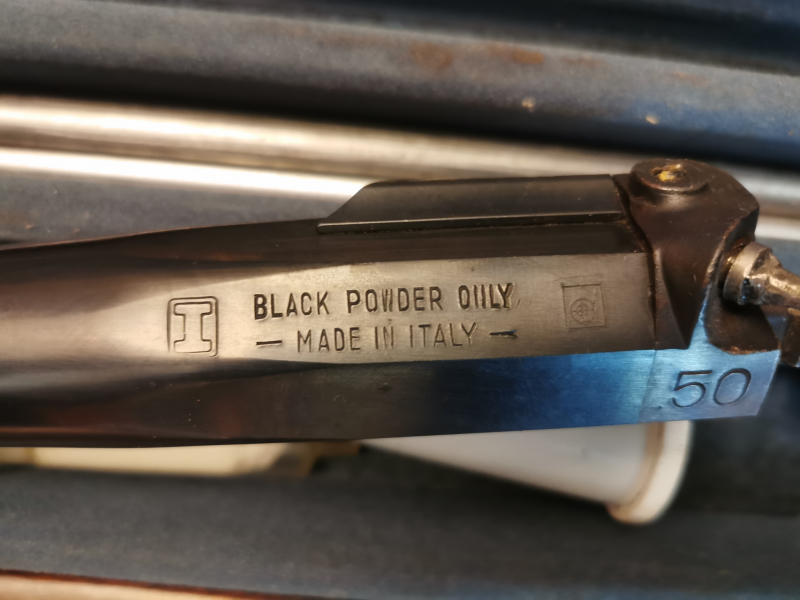 I
BLACK POWDER ONLY
— MADE IN ITALY —
.50